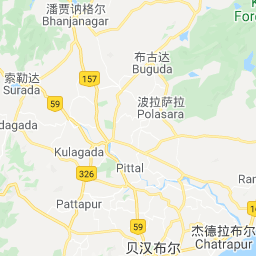 潘贾讷格尔
Bhanjanagar
K
For
布古达
Buguda
157
索勒达
Surada
59
波拉萨拉
Polasara
dagada
Kulagada
326
Pittal
Ran
Pattapur
59
杰德拉布尔
Chatrapur
贝汉布尔